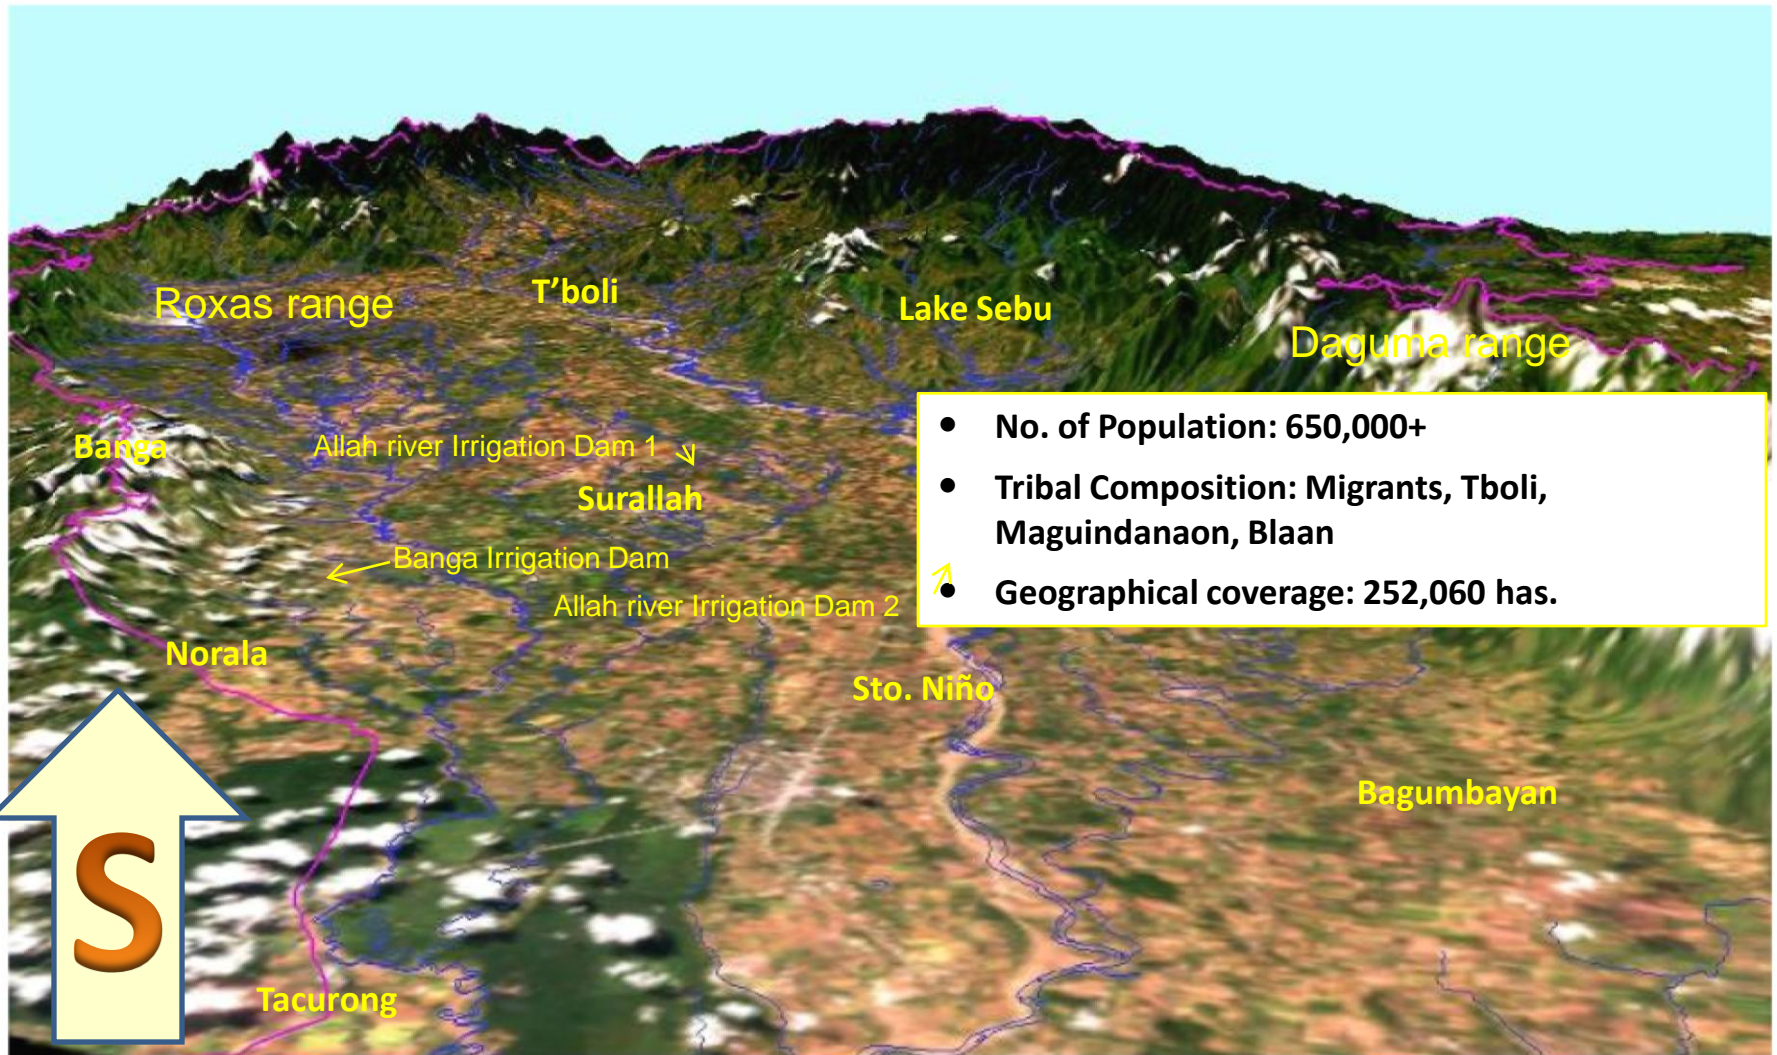 T’boli
Roxas range
Lake Sebu
Daguma range
• No. of Population: 650,000+
• Tribal Composition: Migrants, Tboli,
Maguindanaon, Blaan
• Geographical coverage: 252,060 has.
Banga
Allah river Irrigation Dam 1
Surallah
Banga Irrigation Dam
Allah river Irrigation Dam 2
Norala
Sto. Niño
Bagumbayan
S
Tacurong